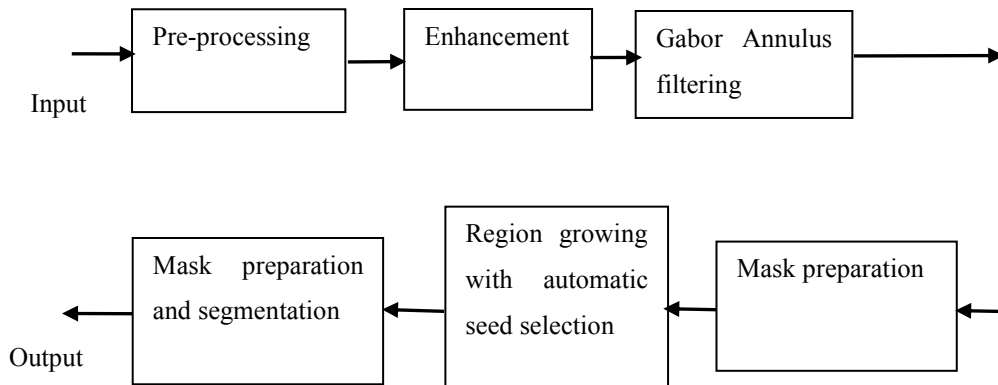 Pre-processing
Enhancement
Gabor Annulus
filtering
Input
Region growing
with automatic
seed selection
Mask preparation
and segmentation
Mask preparation
Output